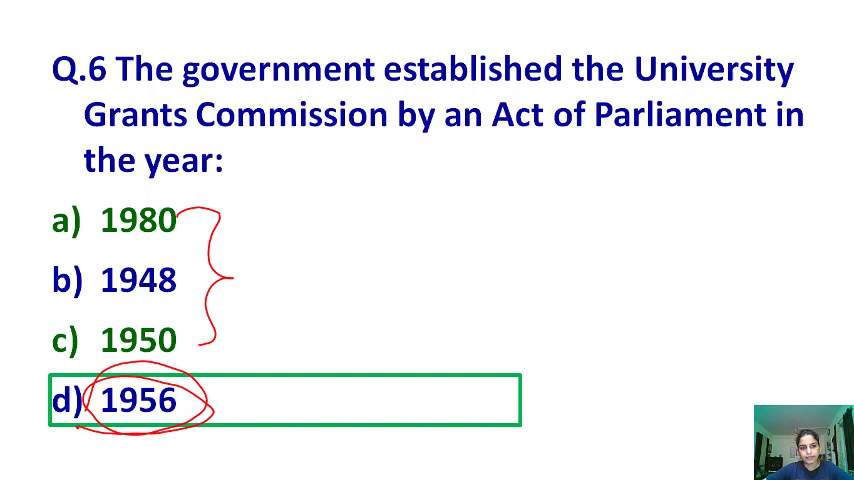 Q.6 The government established the University
Grants Commission by an Act of Parliament in
the year:
a) 1980
b) 1948
c) 1950
d) 1956